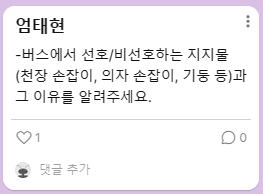 엄태현
-버스에서 선호/비선호하는 지지물
(천장 손잡이, 의자 손잡이, 기둥 등)과
그 이유를 알려주세요.
1 0
댓글 추가